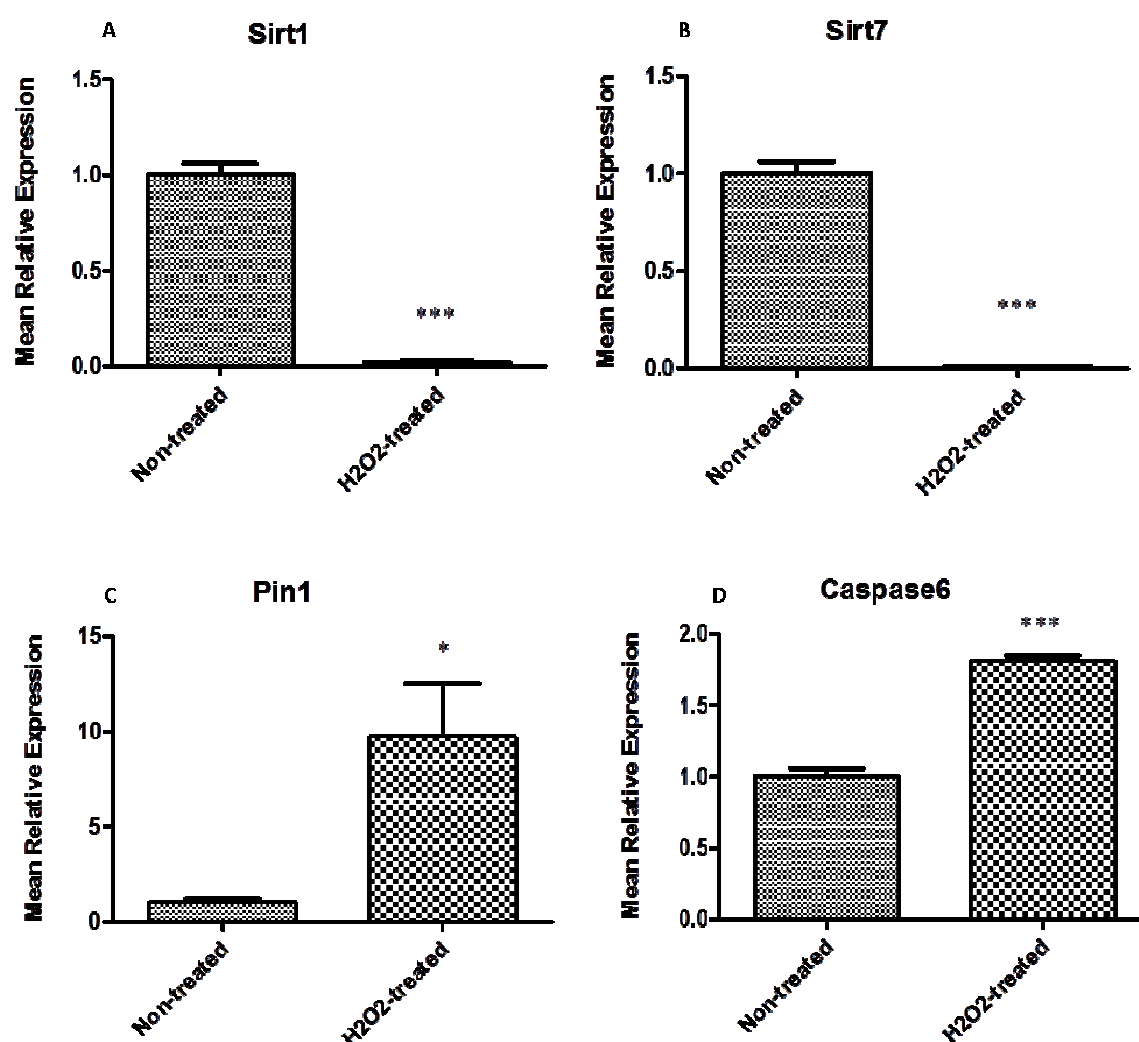 A
Sirt1
Mean Relative Expression
1.5
1.0
0.5
0.0
***
Non-treated
H2O2-treated
B
Sirt7
Mean Relative Expression
1.5
1.0
0.5
0.0
***
Non-treated
H2O2-treated
C
Pin1
Mean Relative Expression
15
10
5
0
*
Non-treated
H2O2-treated
D
Caspase6
Mean Relative Expression
2.0
1.5
1.0
0.5
0.0
***
Non-treated
H2O2-treated